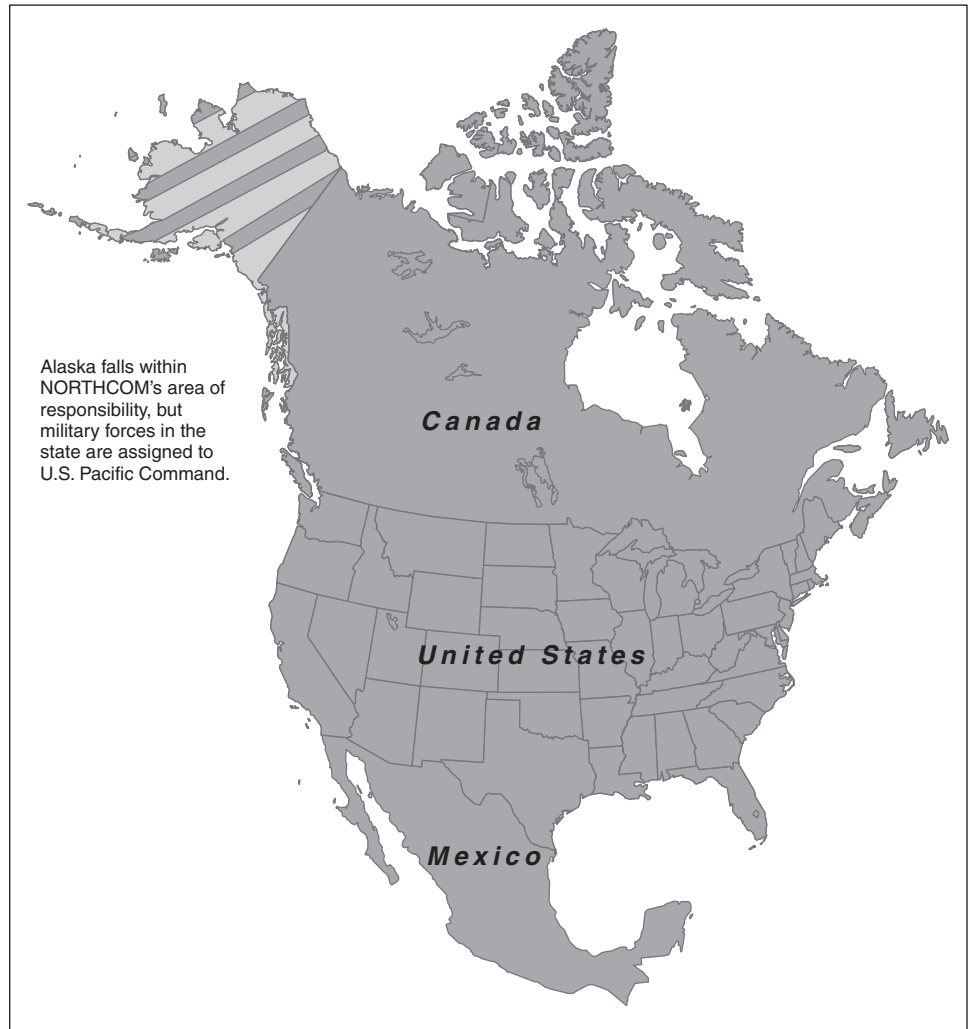 Alaska falls within
NORTHCOM's area of
responsibility, but
military forces in the
state are assigned to
U.S. Pacific Command.
Canada
United States
Mexico